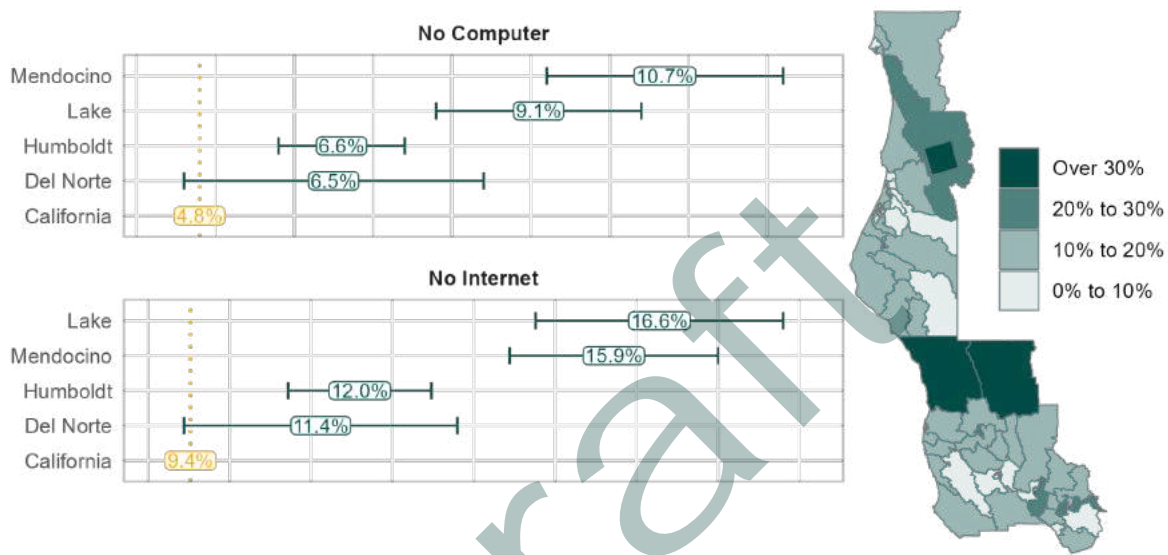 No Computer
Mendocino
10.7%
Lake
9.1%
Humboldt
6.6%
Del Norte
6.5%
California
4.8%
No Internet
Lake
16.6%
Mendocino
15.9%
Humboldt
12.0%
Del Norte
11.4%
California
9.4%
Over 30%
20% to 30%
10% to 20%
0% to 10%
raft